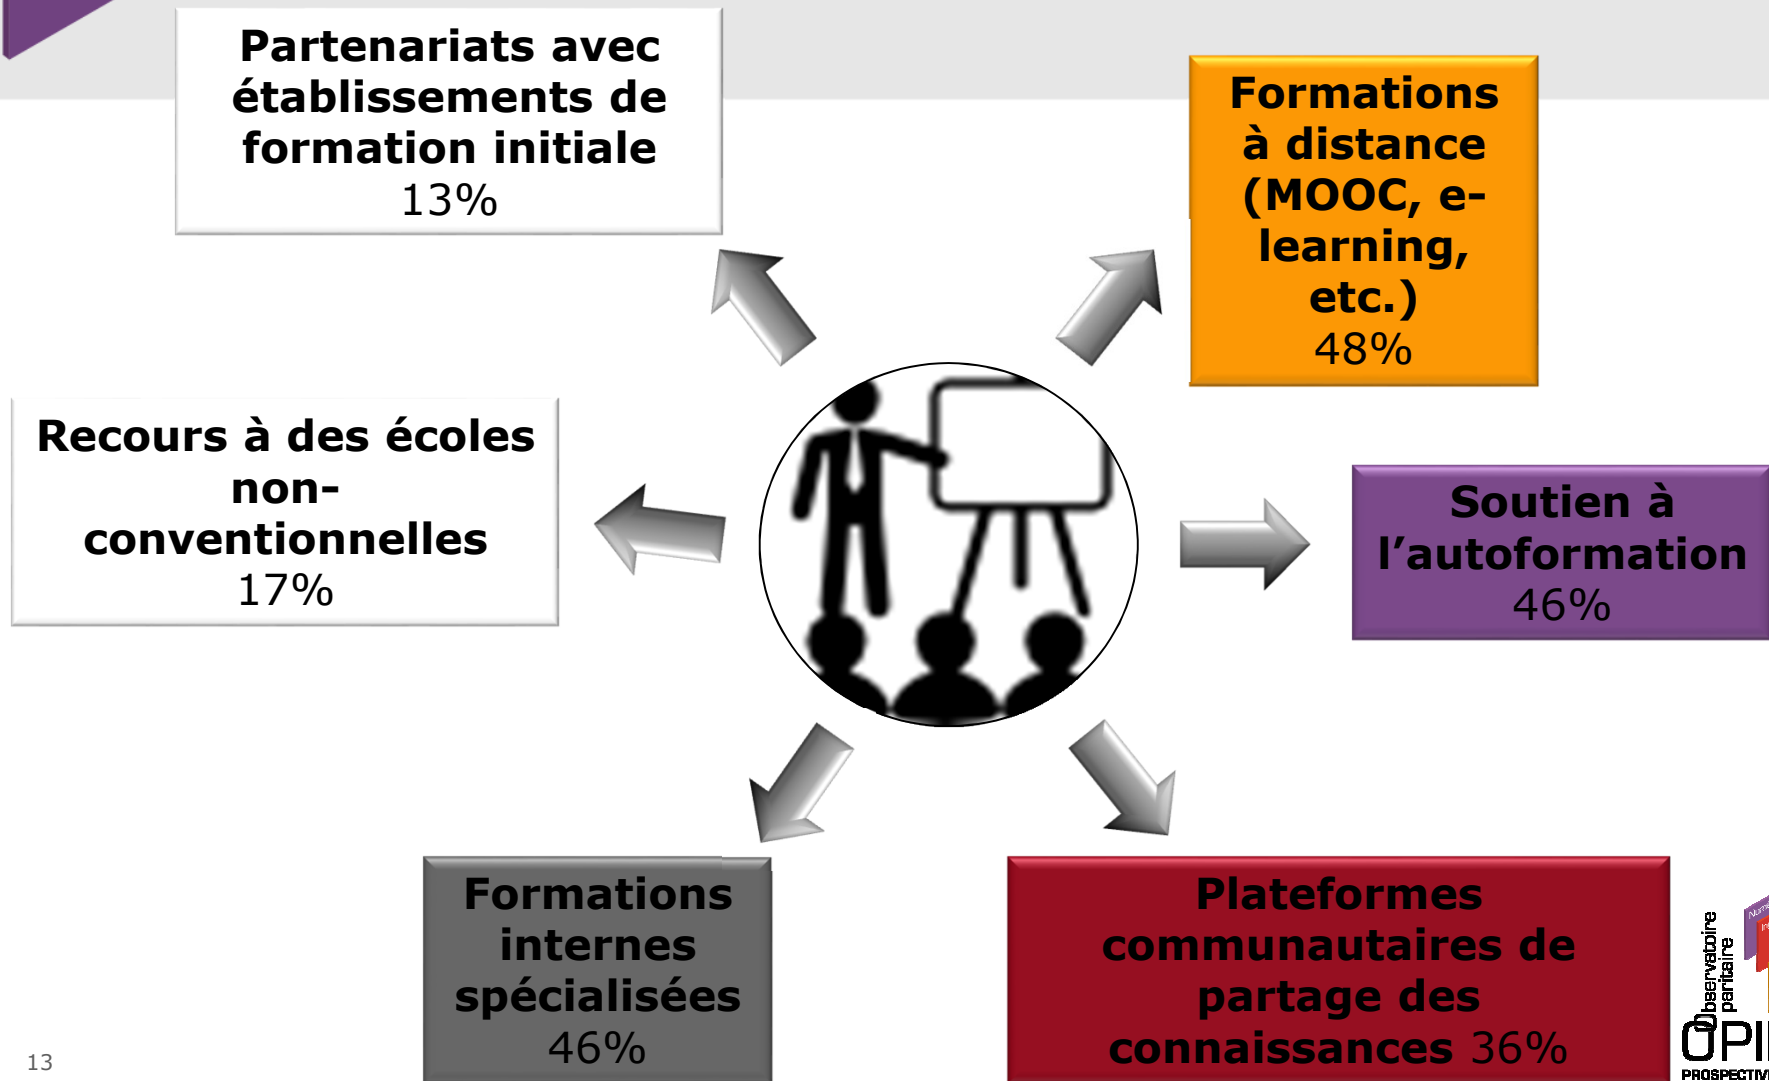 Partenariats avec
établissements de
formation initiale
13%
Formations
à distance
(MOOC, e-
learning,
etc.)
48%
Recours à des écoles
non-
conventionnelles
17%
Soutien à
l’autoformation
46%
Formations
internes
spécialisées
46%
Plateformes
communautaires de
partage des
connaissances 36%
Observatoire
paritaire
13